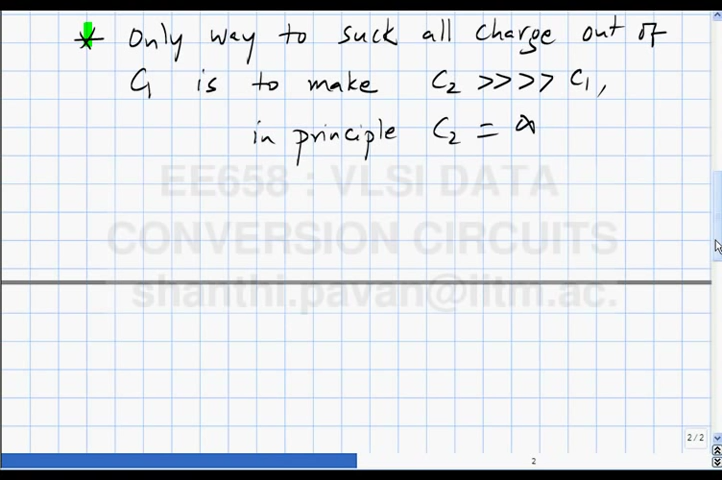 * Only way to suck all charge out of
C1 is to make C2 >>>> C1,
in principle C2 = ∞
EE658 : VLSI DATA
CONVERSION CIRCUITS
shanthi.pavan@iitm.ac.
2/2
2